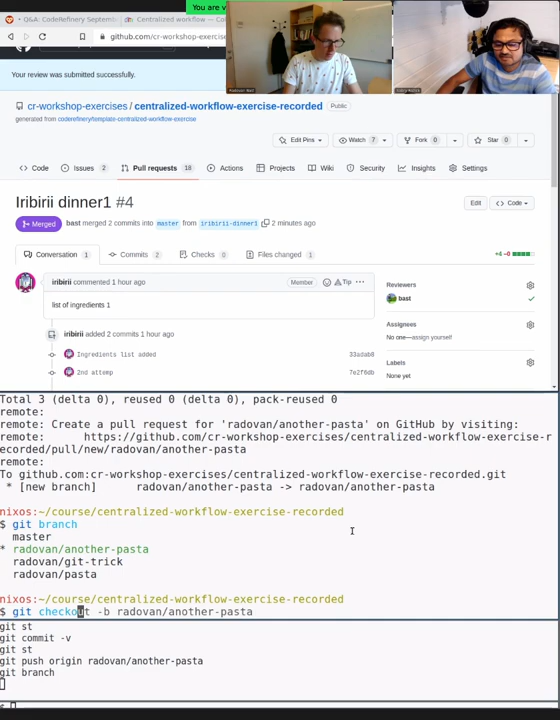 Q&A: CodeRefinery Septemb
Centralized workflow — Co
You are v
github.com/cr-workshop-exercise
Your review was submitted successfully.
cr-workshop-exercises / centralized-workflow-exercise-recorded Public
generated from coderefinery/template-centralized-workflow-exercise
Edit Pins Watch 7 Fork 0 Star 0
Code Issues 2 Pull requests 18 Actions Projects Wiki Security Insights Settings
Iribirii dinner1 #4
Edit Code
Merged bast merged 2 commits into master from iribirii-dinner1 2 minutes ago
Conversation 1 Commits 2 Checks 0 Files changed 1 +4 −0
iribirii commented 1 hour ago Member Tip
list of ingredients 1
iribirii added 2 commits 1 hour ago
Ingredients list added 33adab8
2nd attemp 7e2f6db
Reviewers
bast
Assignees
No one—assign yourself
Labels
None yet
Total 3 (delta 0), reused 0 (delta 0), pack-reused 0
remote:
remote: Create a pull request for 'radovan/another-pasta' on GitHub by visiting:
remote: https://github.com/cr-workshop-exercises/centralized-workflow-exercise-r
ecorded/pull/new/radovan/another-pasta
remote:
To github.com:cr-workshop-exercises/centralized-workflow-exercise-recorded.git
* [new branch] radovan/another-pasta -> radovan/another-pasta
nixos:~/course/centralized-workflow-exercise-recorded
$ git branch
master
* radovan/another-pasta
radovan/git-trick
radovan/pasta
nixos:~/course/centralized-workflow-exercise-recorded
$ git checkout -b radovan/another-pasta
git st
git commit -v
git st
git push origin radovan/another-pasta
git branch